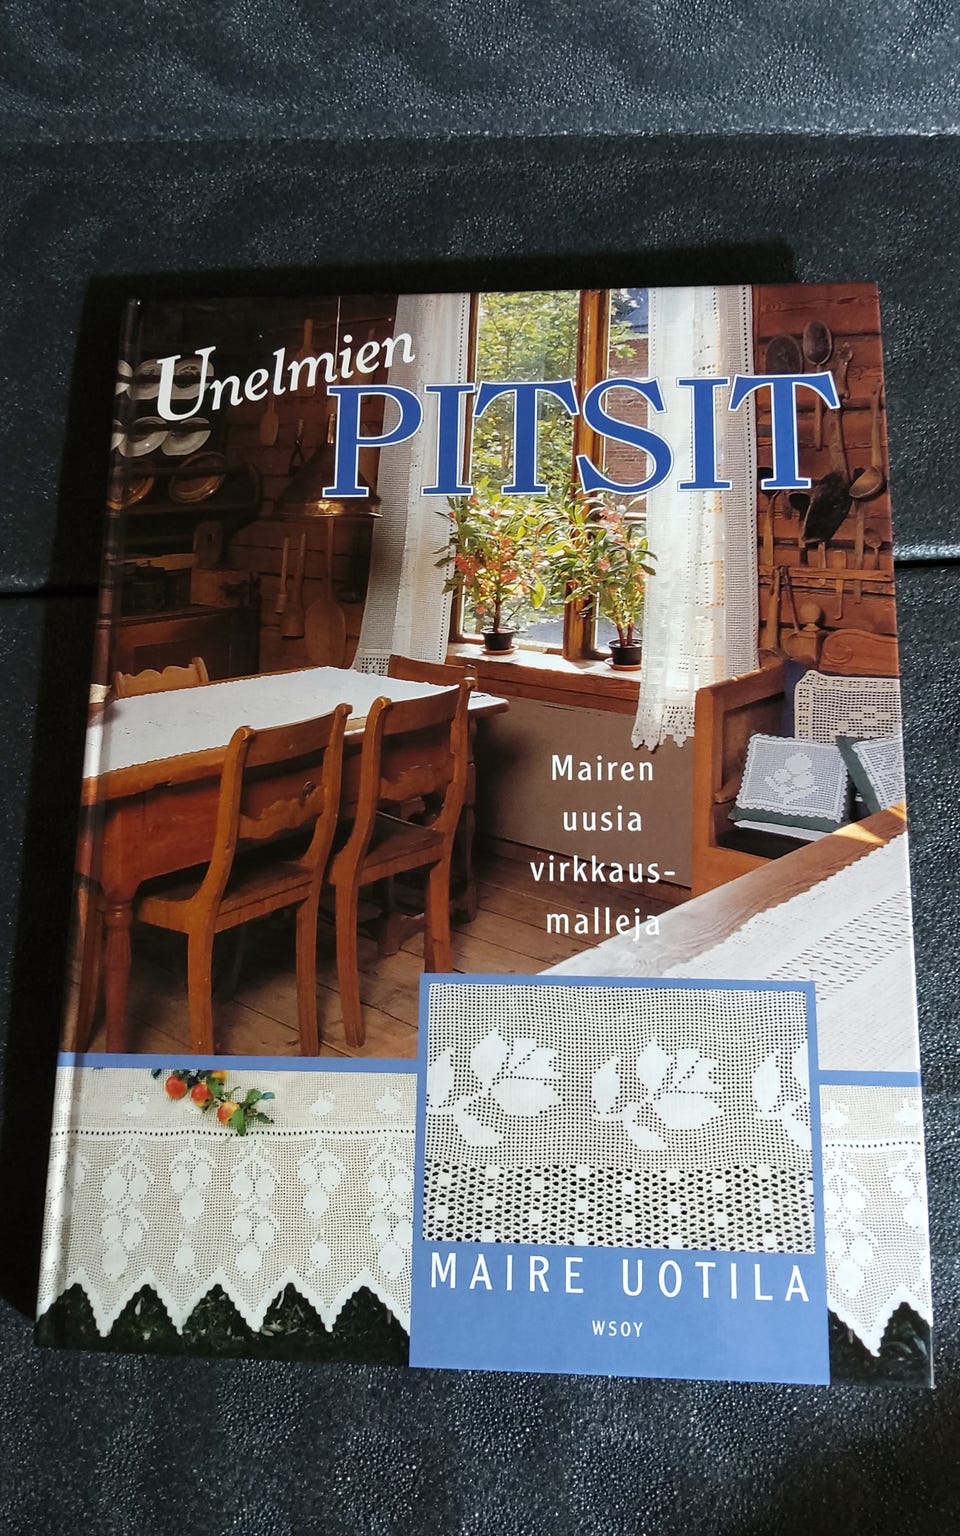 Unelmien
PITSIT
Mairen
uusia
virkkaus-
malleja
MAIRE UOTILA
WSOY